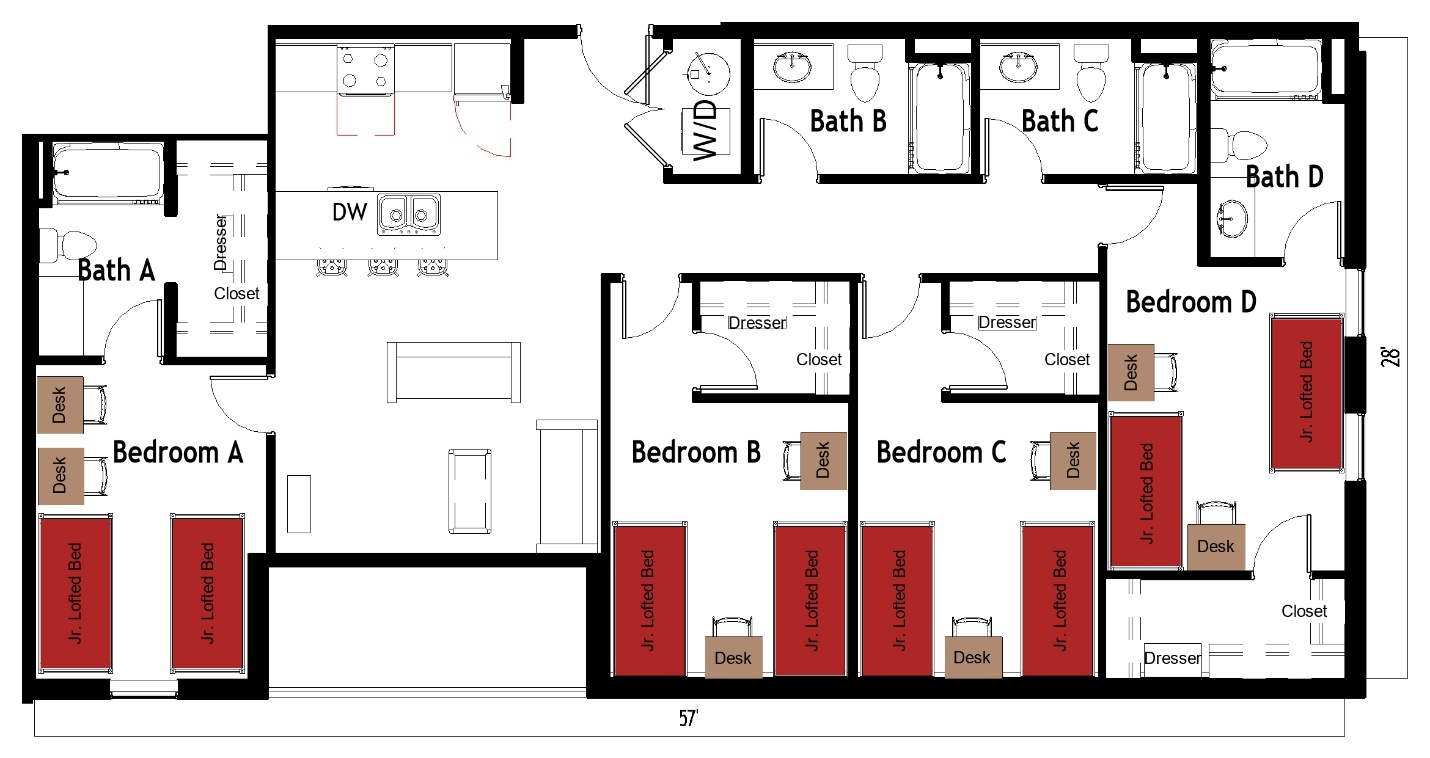 W/D
Bath B
Bath C
Bath D
DW
Dresser
Bath A
Closet
Bedroom D
Dresser
Closet
Dresser
Closet
28'
Desk
Jr. Lofted Bed
Desk
Desk
Bedroom A
Bedroom B
Desk
Bedroom C
Desk
Jr. Lofted Bed
Desk
Jr. Lofted Bed
Jr. Lofted Bed
Jr. Lofted Bed
Jr. Lofted Bed
Jr. Lofted Bed
Jr. Lofted Bed
Closet
Desk
Desk
Dresser
57'